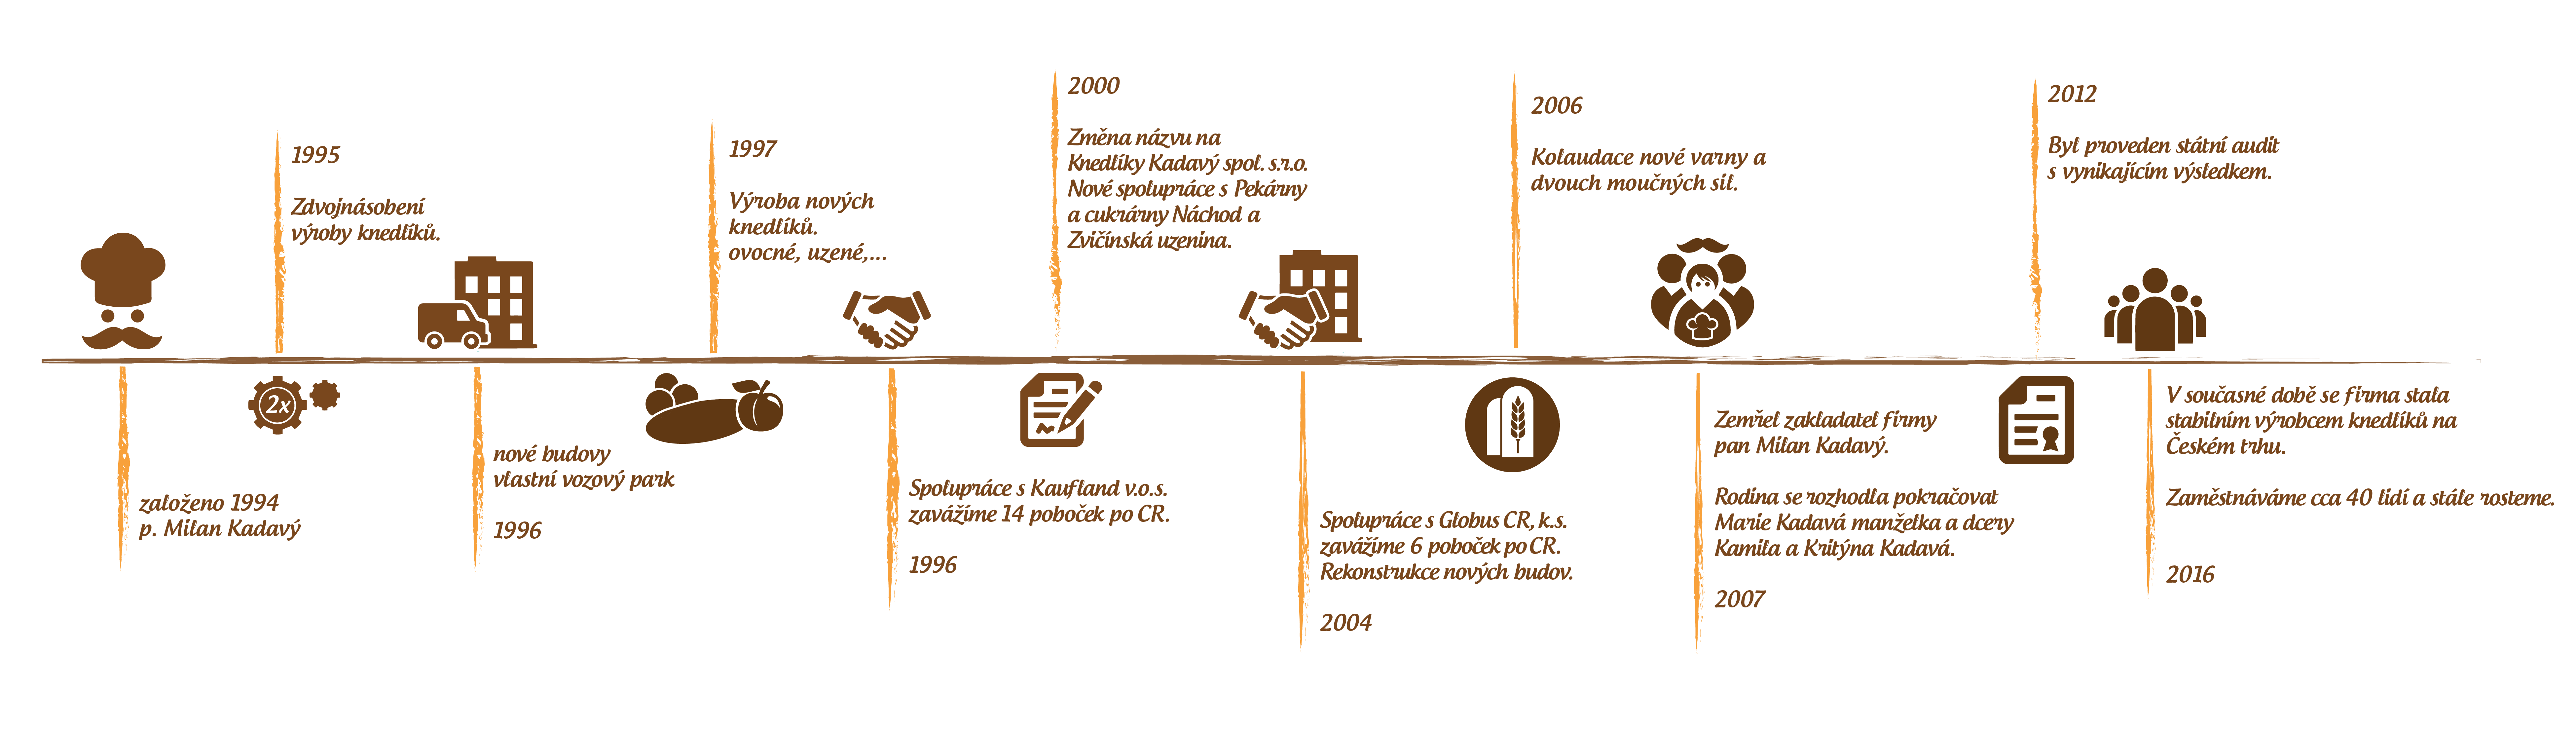 založeno 1994
p. Milan Kadavý
1995
Zdvojnásobení
výroby knedlíků.
2x
nové budovy
vlastní vozový park
1996
1997
Výroba nových
knedlíků.
ovocné, uzené,...
Spolupráce s Kaufland v.o.s.
zavážíme 14 poboček po CR.
1996
2000
Změna názvu na
Knedlíky Kadavý spol. s.r.o.
Nové spolupráce s Pekárny
a cukrárny Náchod a
Zvičínská uzenina.
Spolupráce s Globus CR, k.s.
zavážíme 6 poboček po CR.
Rekonstrukce nových budov.
2004
2006
Kolaudace nové varny a
dvouch moučných sil.
Zemřel zakladatel firmy
pan Milan Kadavý.
Rodina se rozhodla pokračovat
Marie Kadavá manželka a dcery
Kamila a Kritýna Kadavá.
2007
2012
Byl proveden státní audit
s vynikajícím výsledkem.
V současné době se firma stala
stabilním výrobcem knedlíků na
Českém trhu.
Zaměstnáváme cca 40 lidí a stále rosteme.
2016